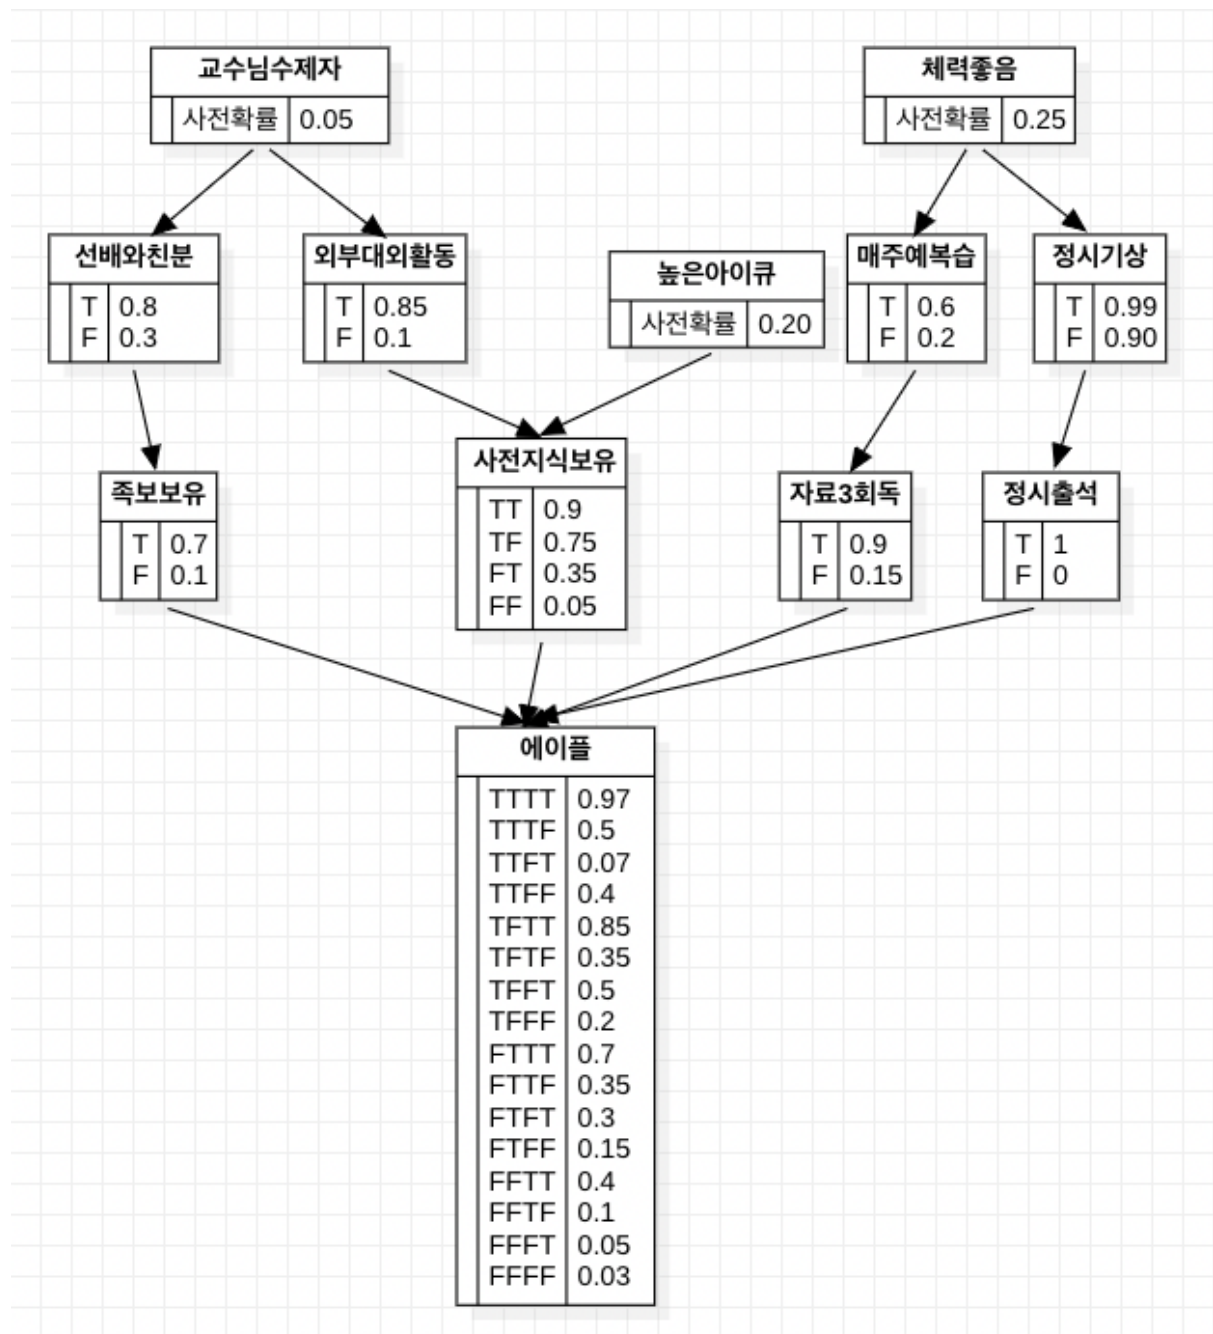 교수님수제자
사전확률 0.05
체력좋음
사전확률 0.25
선배와친분
T 0.8
F 0.3
외부대외활동
T 0.85
F 0.1
높은아이큐
사전확률 0.20
매주예복습
T 0.6
F 0.2
정시기상
T 0.99
F 0.90
족보보유
T 0.7
F 0.1
사전지식보유
TT 0.9
TF 0.75
FT 0.35
FF 0.05
자료3회독
T 0.9
F 0.15
정시출석
T 1
F 0
에이플
TTTT 0.97
TTTF 0.5
TTFT 0.07
TTFF 0.4
TFTT 0.85
TFTF 0.35
TFFT 0.5
TFFF 0.2
FTTT 0.7
FTTF 0.35
FTFT 0.3
FTFF 0.15
FFTT 0.4
FFTF 0.1
FFFT 0.05
FFFF 0.03